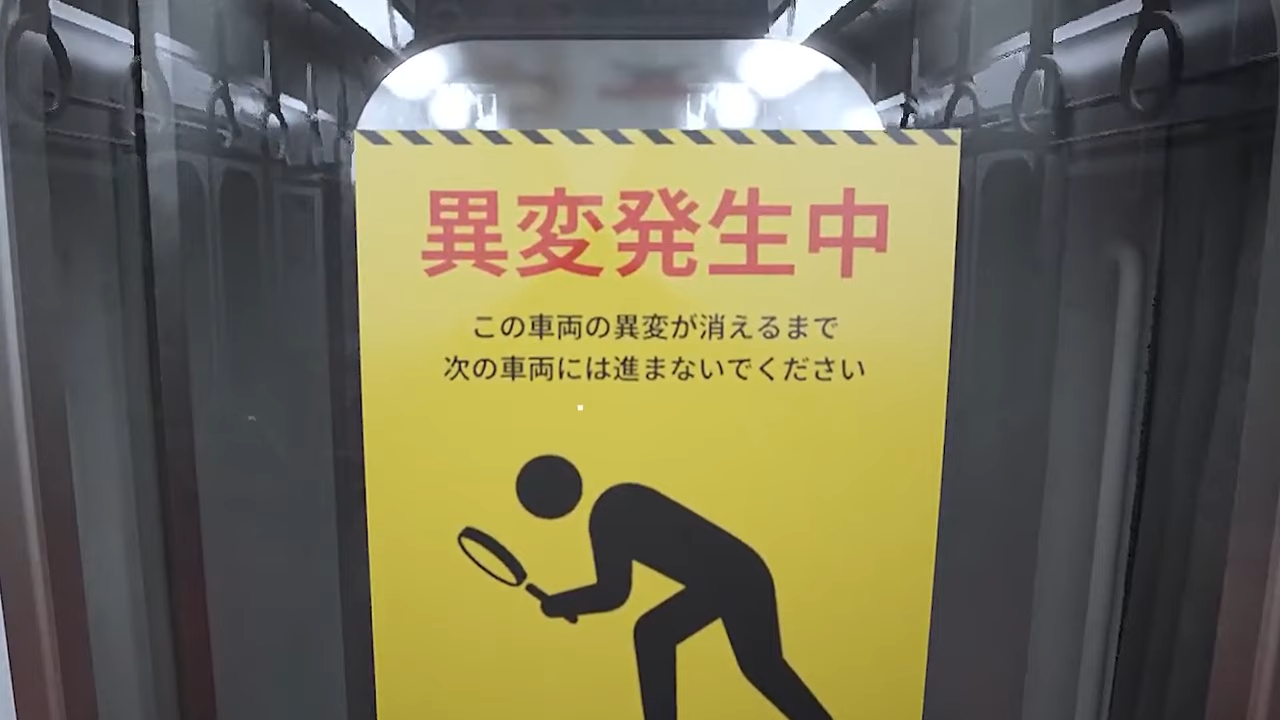 異変発生中
この車両の異変が消えるまで
次の車両には進まないでください